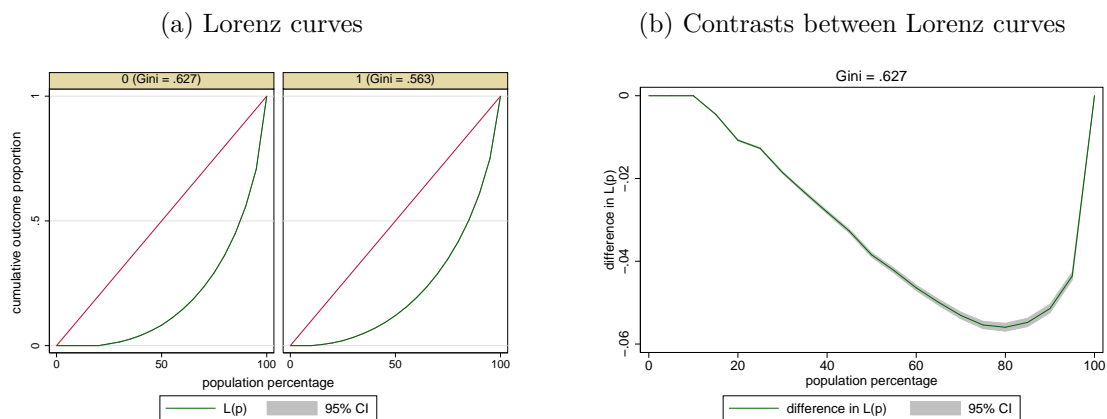 (a) Lorenz curves
0 (Gini = .627)
1 (Gini = .563)
cumulative outcome proportion
1
.5
0
0
50
100
0
50
100
population percentage
L(p)
95% CI
(b) Contrasts between Lorenz curves
Gini = .627
difference in L(p)
0
-.02
-.04
-.06
0
20
40
60
80
100
population percentage
difference in L(p)
95% CI